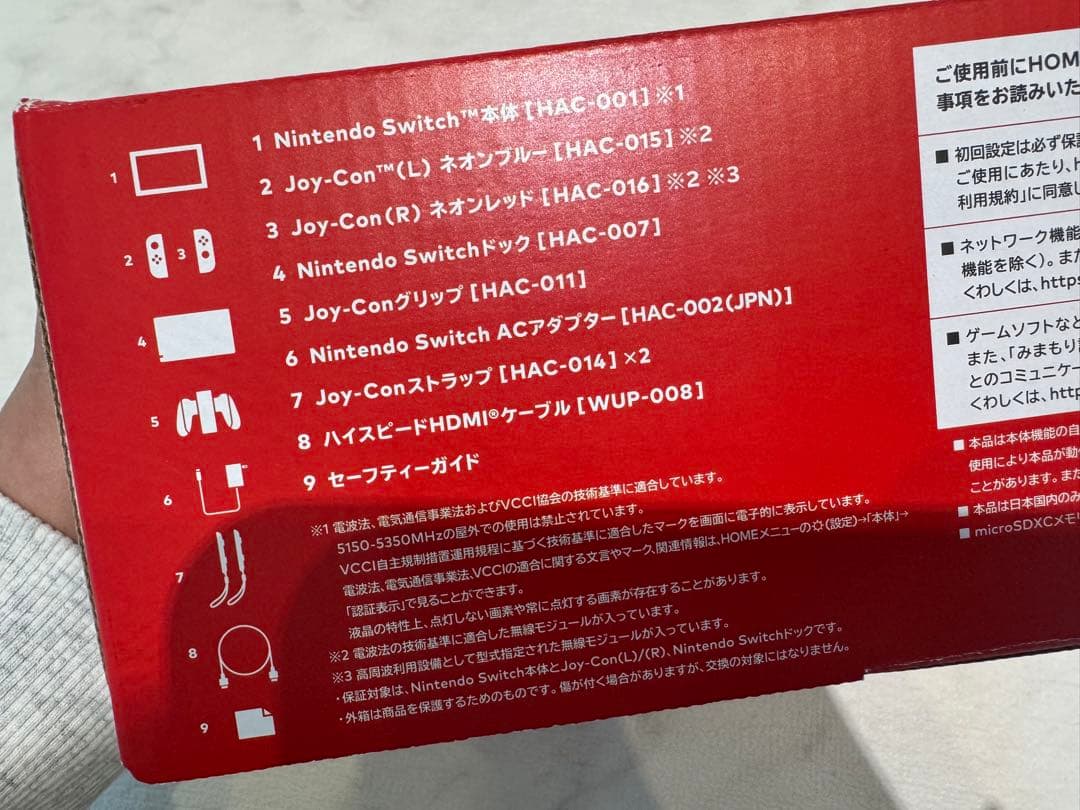 1 Nintendo Switch™本体[HAC-001]※1
2 Joy-Con™(L) ネオンブルー[HAC-015]※2
3 Joy-Con(R) ネオンレッド[HAC-016]※2 ※3
4 Nintendo Switchドック[HAC-007]
5 Joy-Conグリップ[HAC-011]
6 Nintendo Switch ACアダプター[HAC-002(JPN)]
7 Joy-Conストラップ[HAC-014]×2
8 ハイスピードHDMI®ケーブル[WUP-008]
9 セーフティーガイド
1
2 3
4
5
6
7
8
9
※1 電波法、電気通信事業法およびVCCI協会の技術基準に適合しています。
5150-5350MHzの屋外での使用は禁止されています。
VCCI自主規制措置運用規程に基づく技術基準に適合したマークを画面に電子的に表示しています。
電波法、電気通信事業法、VCCIの適合に関する文言やマーク、関連情報は、HOMEメニューの(設定)→「本体」→
「認証表示」で見ることができます。
液晶の特性上、点灯しない画素や常に点灯する画素が存在することがあります。
※2 電波法の技術基準に適合した無線モジュールが入っています。
※3 高周波利用設備として型式指定された無線モジュールが入っています。
・保証対象は、Nintendo Switch本体とJoy-Con(L)/(R)、Nintendo Switchドックです。
・外箱は商品を保護するためのものです。傷が付く場合がありますが、交換の対象にはなりません。
ご使用前にHOM
事項をお読みいた
■ 初回設定は必ず保
ご使用にあたり、h
利用規約」に同意し
■ ネットワーク機能
機能を除く)。また
くわしくは、https
■ ゲームソフトなと
また、「みまもり
とのコミュニケー
くわしくは、http
■ 本品は本体機能の自
使用により本品が動
ことがあります。また
■ 本品は日本国内のみ
■ microSDXCメモ